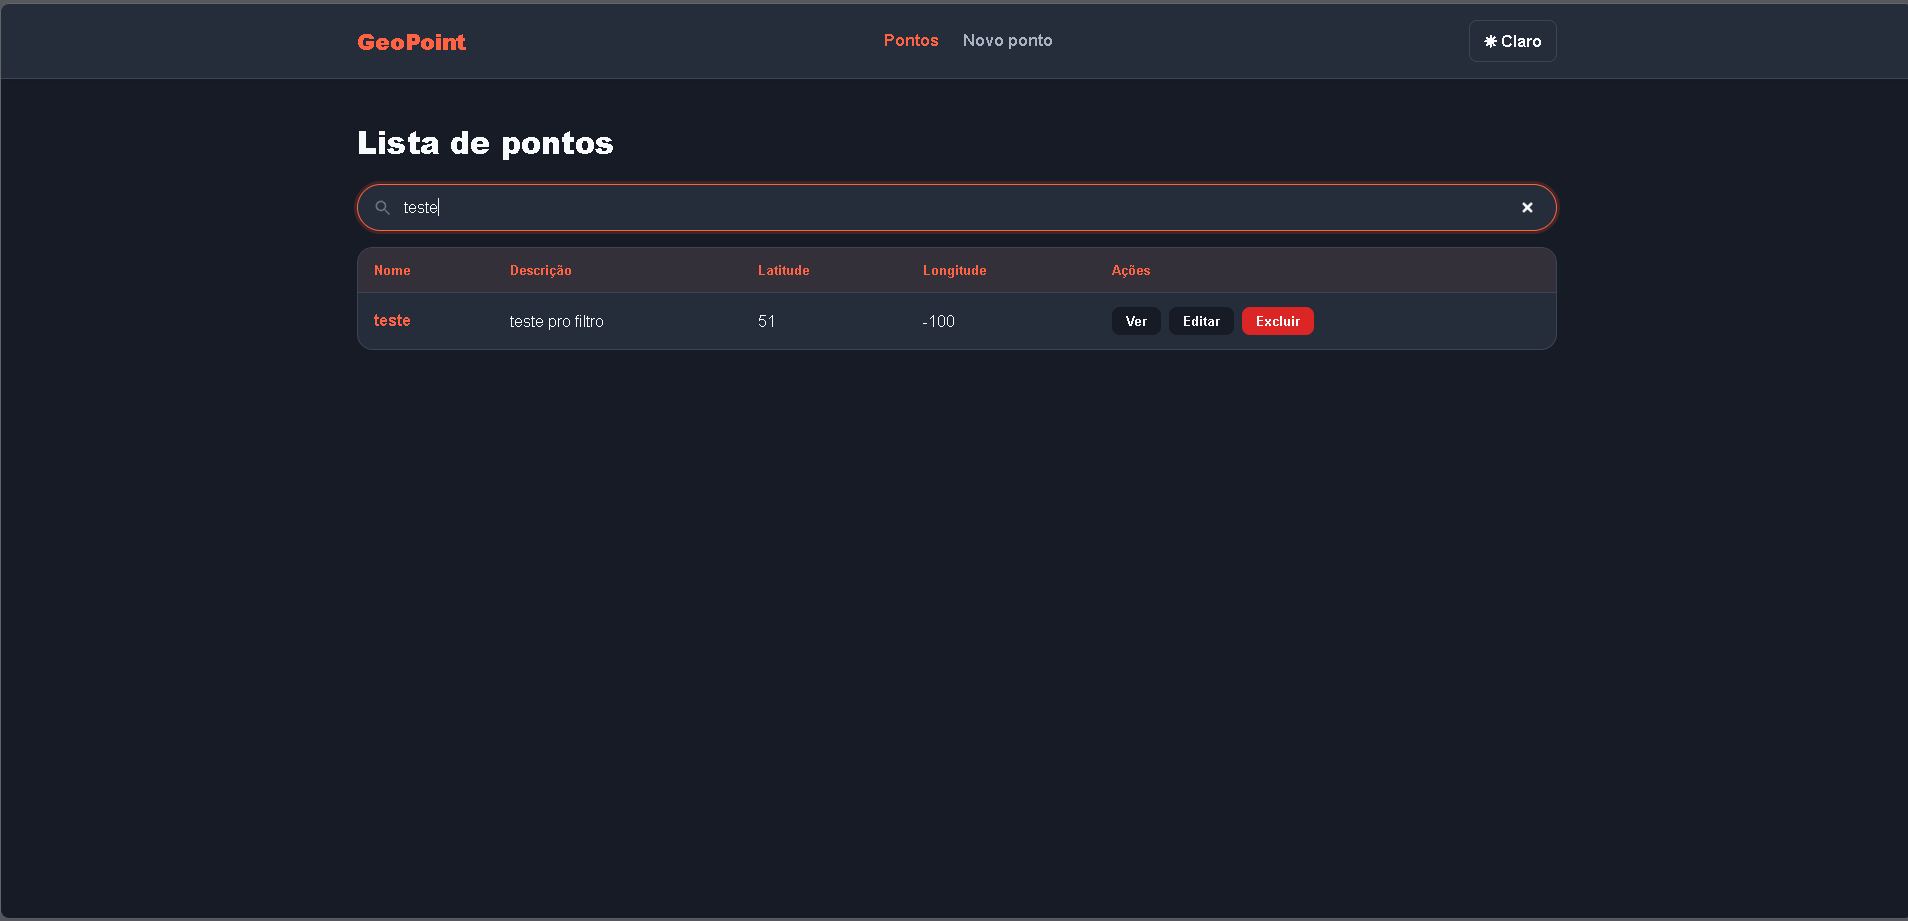 GeoPoint Pontos Novo ponto Claro
Lista de pontos
teste
Nome Descrição Latitude Longitude Ações
teste teste pro filtro 51 -100 Ver Editar Excluir